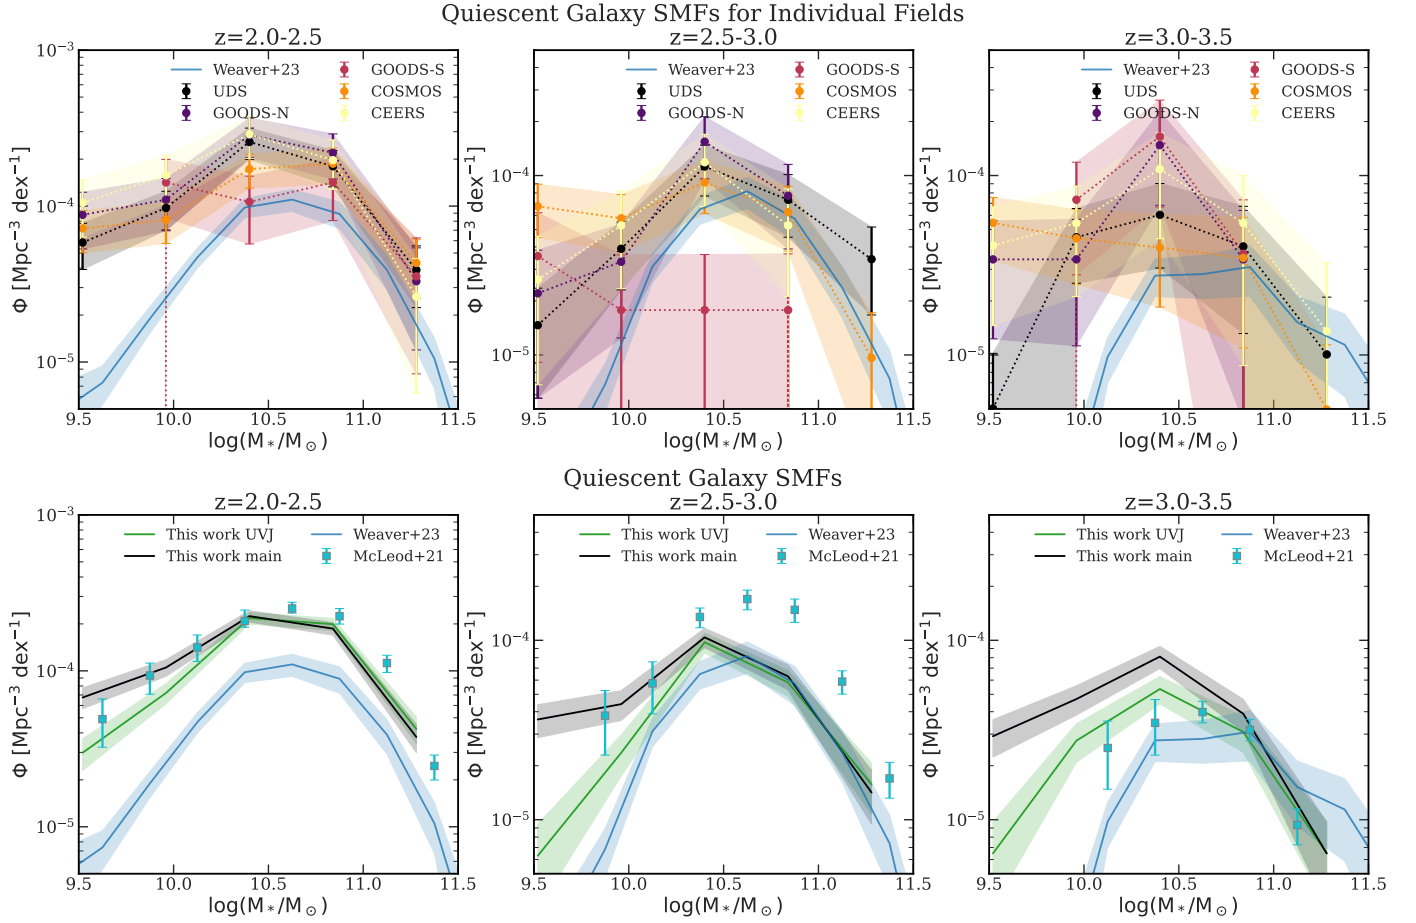 Quiescent Galaxy SMFs for Individual Fields
z=2.0-2.5
z=2.5-3.0
z=3.0-3.5
Weaver+23
UDS
GOODS-N
GOODS-S
COSMOS
CEERS
Weaver+23
UDS
GOODS-N
GOODS-S
COSMOS
CEERS
Weaver+23
UDS
GOODS-N
GOODS-S
COSMOS
CEERS
Φ [Mpc⁻³ dex⁻¹]
10⁻³
10⁻⁴
10⁻⁵
Φ [Mpc⁻³ dex⁻¹]
10⁻⁴
10⁻⁵
Φ [Mpc⁻³ dex⁻¹]
10⁻⁴
10⁻⁵
9.5 10.0 10.5 11.0 11.5
9.5 10.0 10.5 11.0 11.5
9.5 10.0 10.5 11.0 11.5
log(M*/M⊙)
log(M*/M⊙)
log(M*/M⊙)
Quiescent Galaxy SMFs
z=2.0-2.5
z=2.5-3.0
z=3.0-3.5
This work UVJ
This work main
Weaver+23
McLeod+21
This work UVJ
This work main
Weaver+23
McLeod+21
This work UVJ
This work main
Weaver+23
McLeod+21
Φ [Mpc⁻³ dex⁻¹]
10⁻³
10⁻⁴
10⁻⁵
Φ [Mpc⁻³ dex⁻¹]
10⁻⁴
10⁻⁵
Φ [Mpc⁻³ dex⁻¹]
10⁻⁴
10⁻⁵
9.5 10.0 10.5 11.0 11.5
9.5 10.0 10.5 11.0 11.5
9.5 10.0 10.5 11.0 11.5
log(M*/M⊙)
log(M*/M⊙)
log(M*/M⊙)